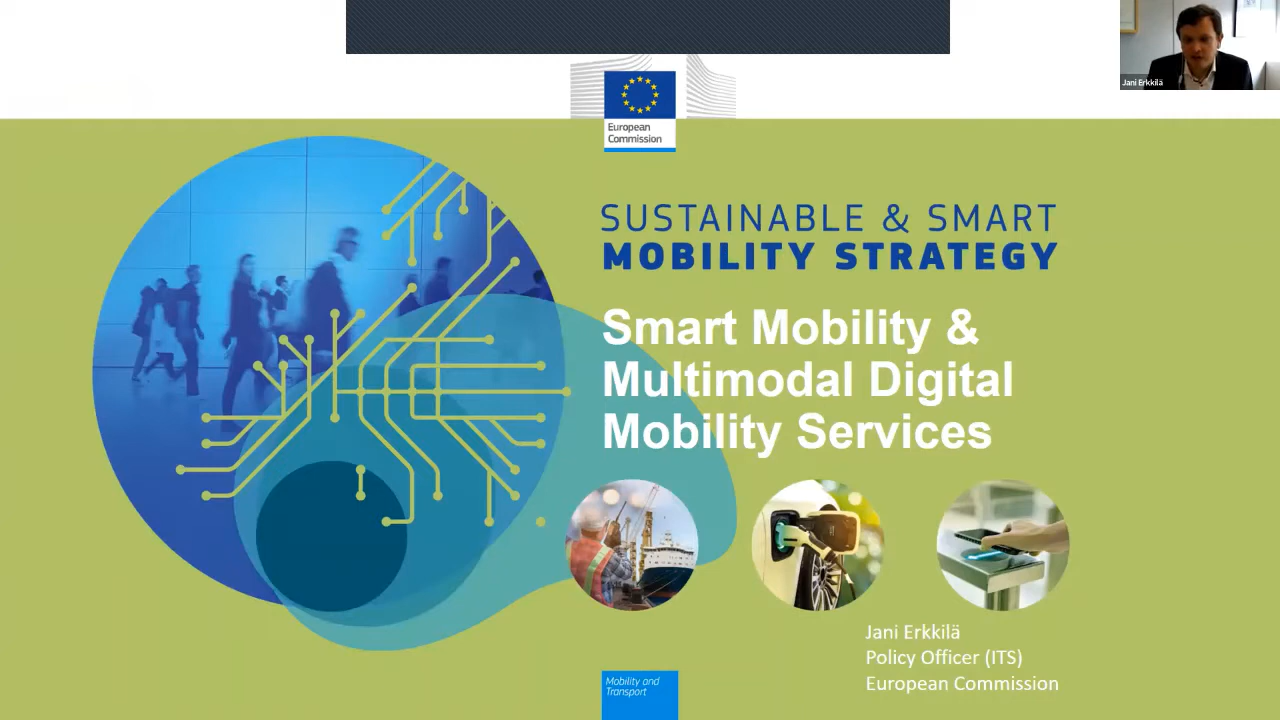 Jani Erkkilä
European
Commission
SUSTAINABLE & SMART
MOBILITY STRATEGY
Smart Mobility &
Multimodal Digital
Mobility Services
Jani Erkkilä
Policy Officer (ITS)
European Commission
Mobility and
Transport